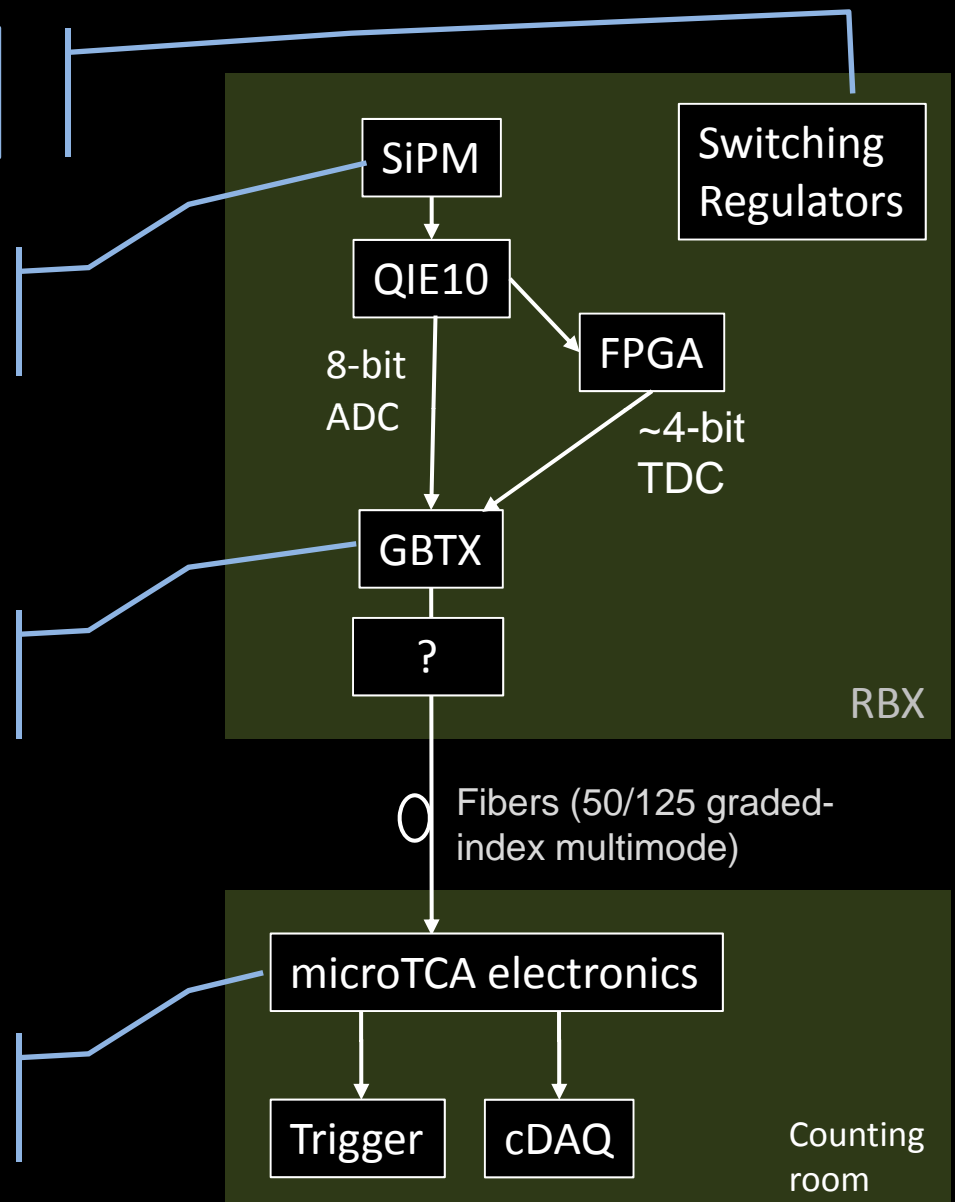 SiPM
Switching
Regulators
QIE10
FPGA
8-bit
ADC
~4-bit
TDC
GBTX
?
RBX
Fibers (50/125 graded-
index multimode)
microTCA electronics
Trigger
cDAQ
Counting
room